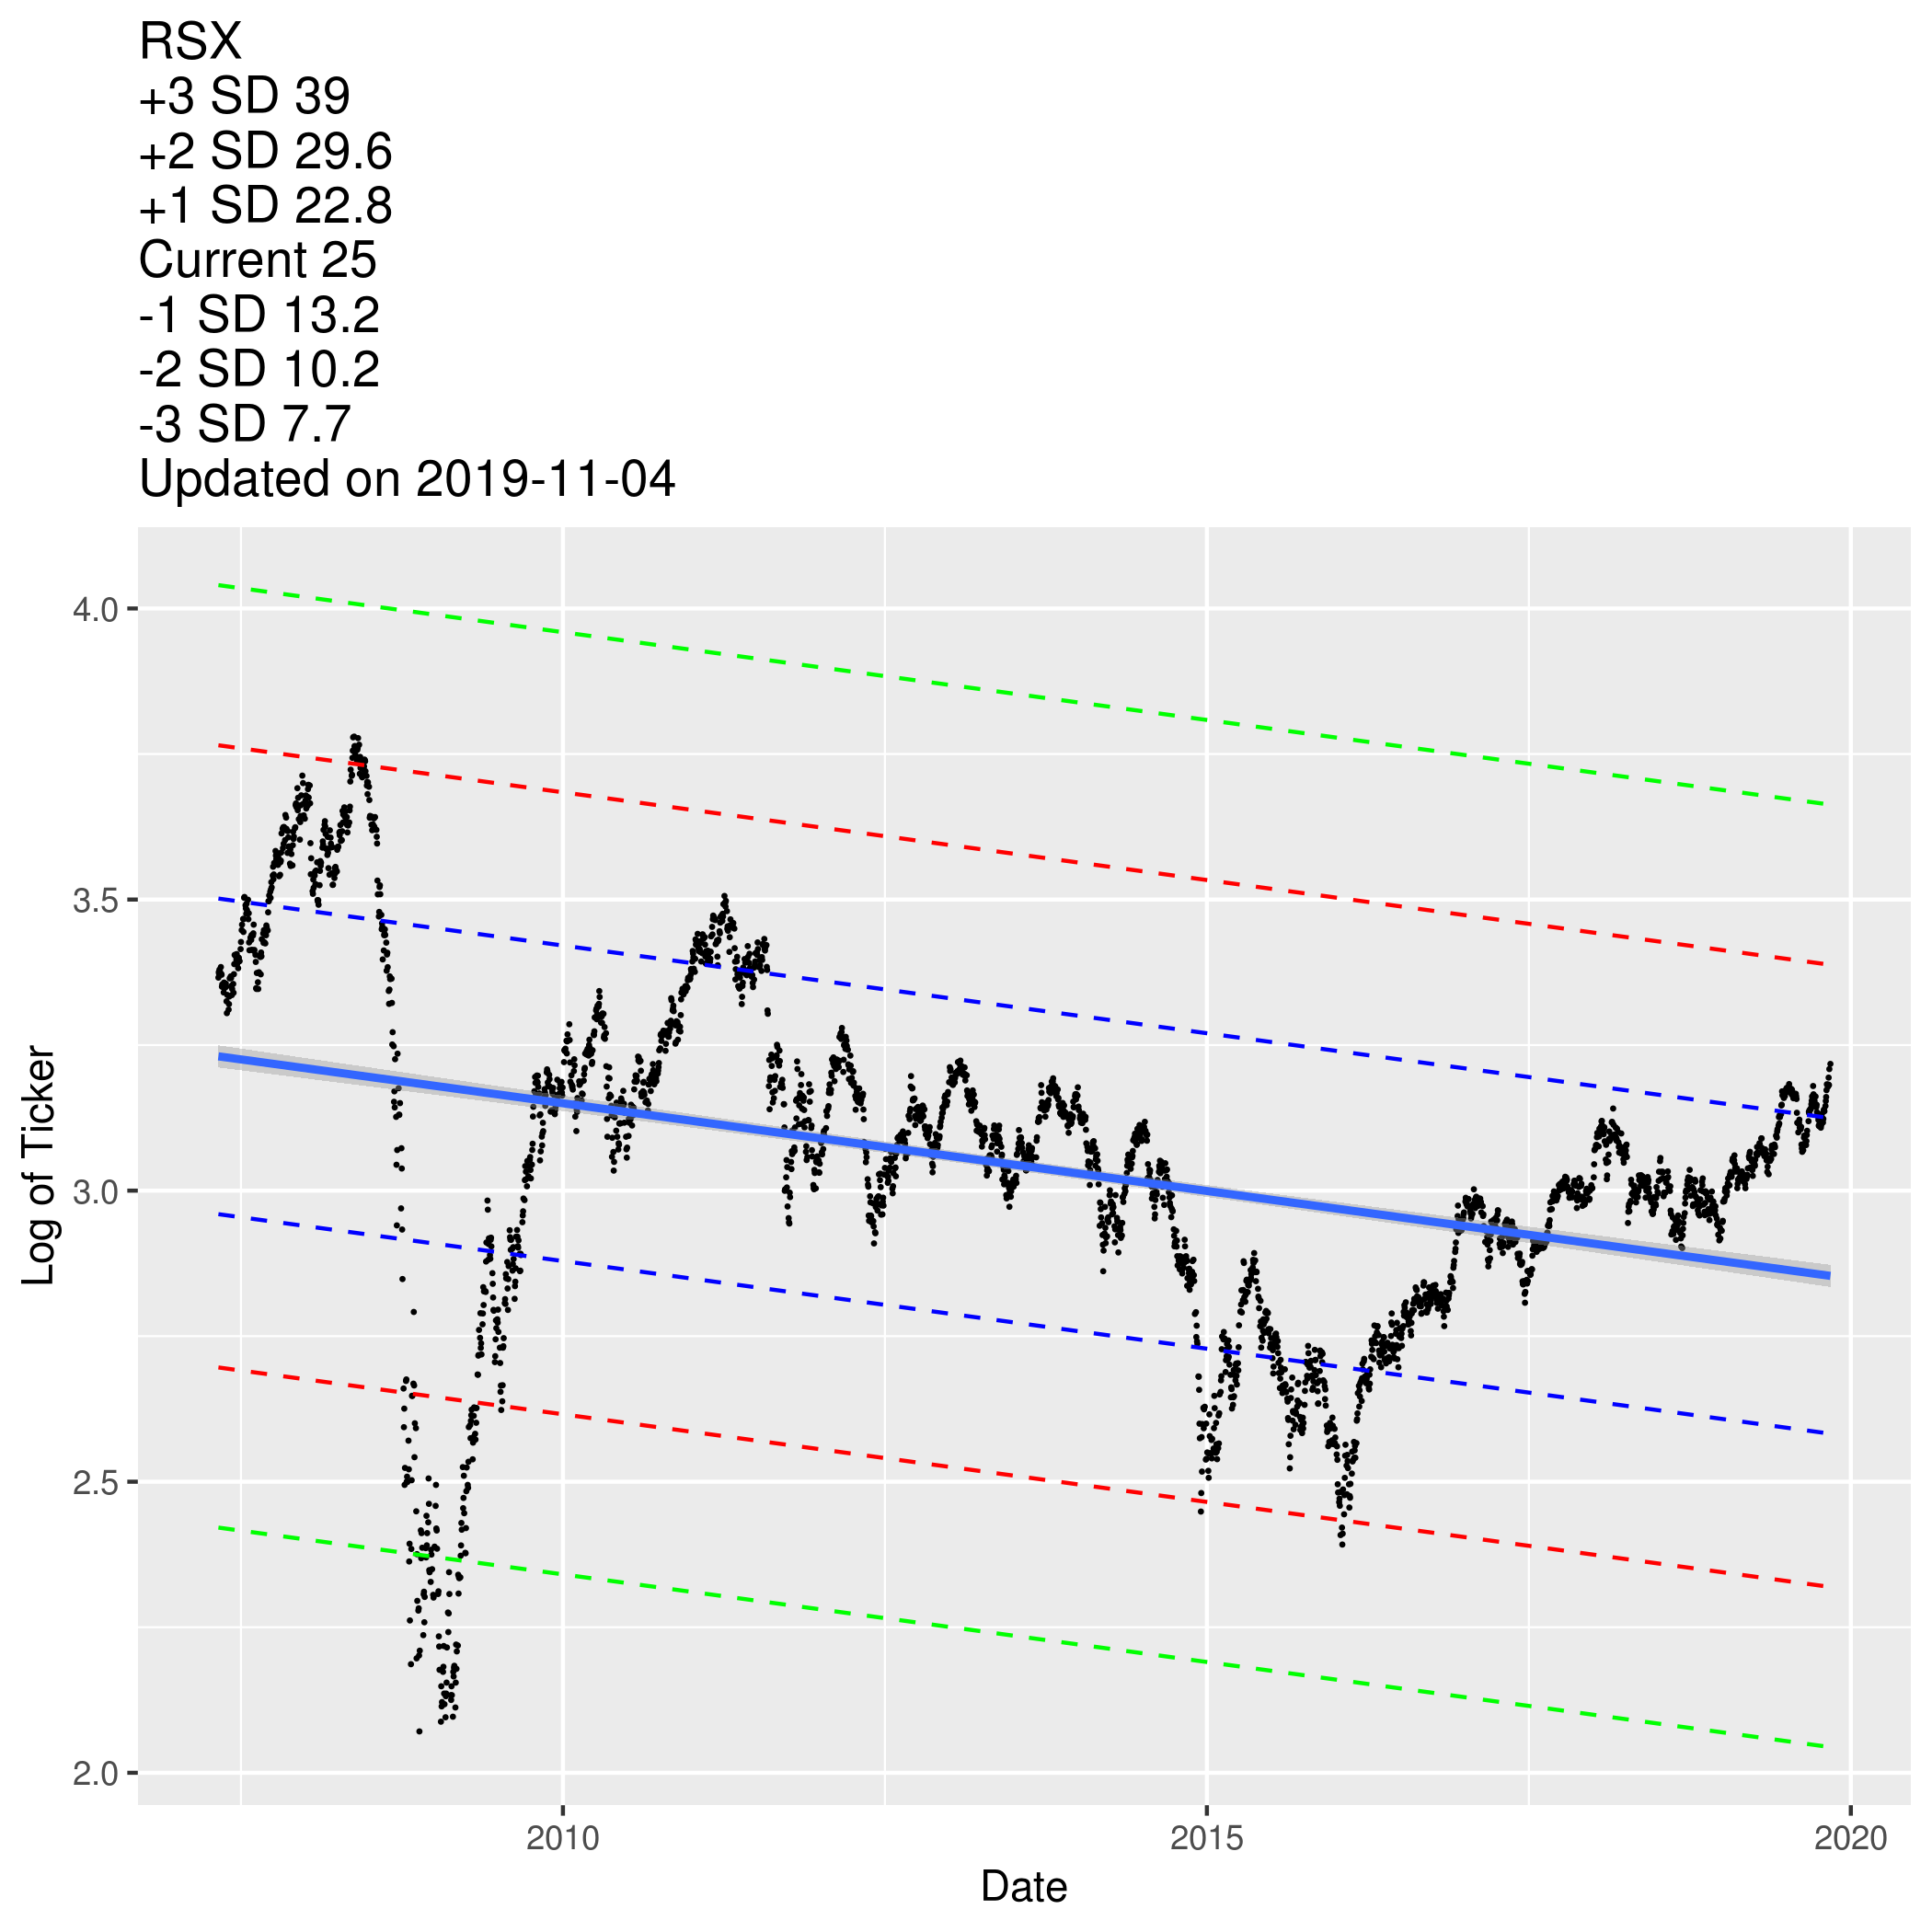 RSX
+3 SD 39
+2 SD 29.6
+1 SD 22.8
Current 25
-1 SD 13.2
-2 SD 10.2
-3 SD 7.7
Updated on 2019-11-04
4.0
3.5
3.0
2.5
2.0
Log of Ticker
2010 2015 2020
Date